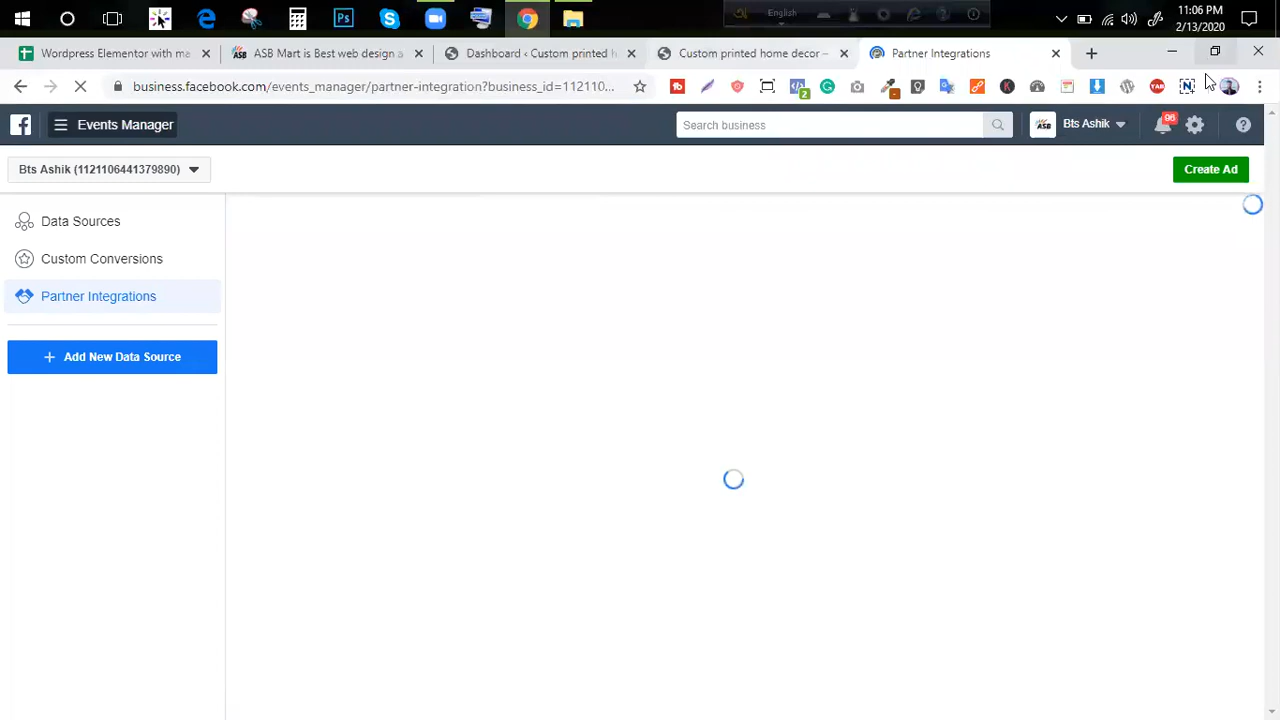 English
11:06 PM
2/13/2020
Wordpress Elementor with ma
ASB Mart is Best web design a
Dashboard ‹ Custom printed h
Custom printed home decor –
Partner Integrations
business.facebook.com/events_manager/partner-integration?business_id=112110...
Events Manager
Search business
Bts Ashik
96
Bts Ashik (1121106441379890)
Create Ad
Data Sources
Custom Conversions
Partner Integrations
+ Add New Data Source